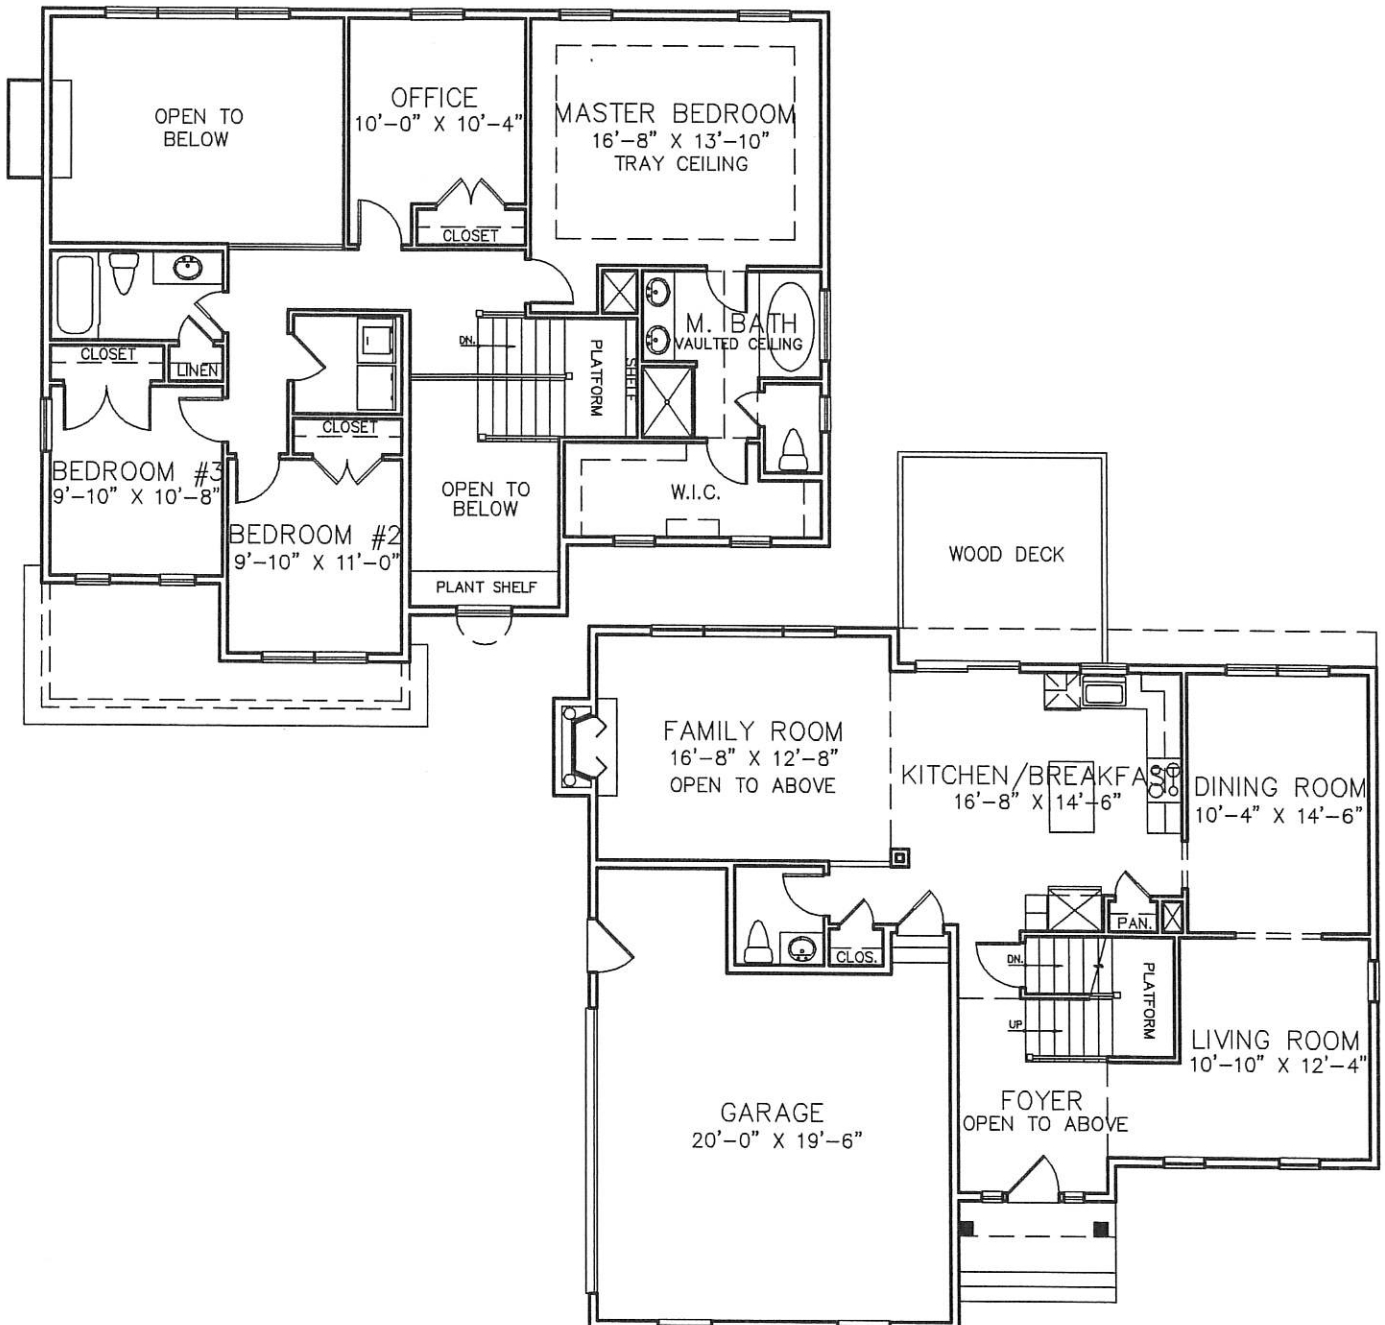 OPEN TO
BELOW
OFFICE
10'-0" X 10'-4"
CLOSET
MASTER BEDROOM
16'-8" X 13'-10"
TRAY CEILING
CLOSET
LINEN
DN.
PLATFORM
SHELF
M. BATH
VAULTED CEILING
CLOSET
BEDROOM #3
9'-10" X 10'-8"
BEDROOM #2
9'-10" X 11'-0"
OPEN TO
BELOW
PLANT SHELF
W.I.C.
WOOD DECK
FAMILY ROOM
16'-8" X 12'-8"
OPEN TO ABOVE
KITCHEN/BREAKFAST
16'-8" X 14'-6"
DINING ROOM
10'-4" X 14'-6"
PAN.
CLOS.
DN.
UP
PLATFORM
LIVING ROOM
10'-10" X 12'-4"
FOYER
OPEN TO ABOVE
GARAGE
20'-0" X 19'-6"